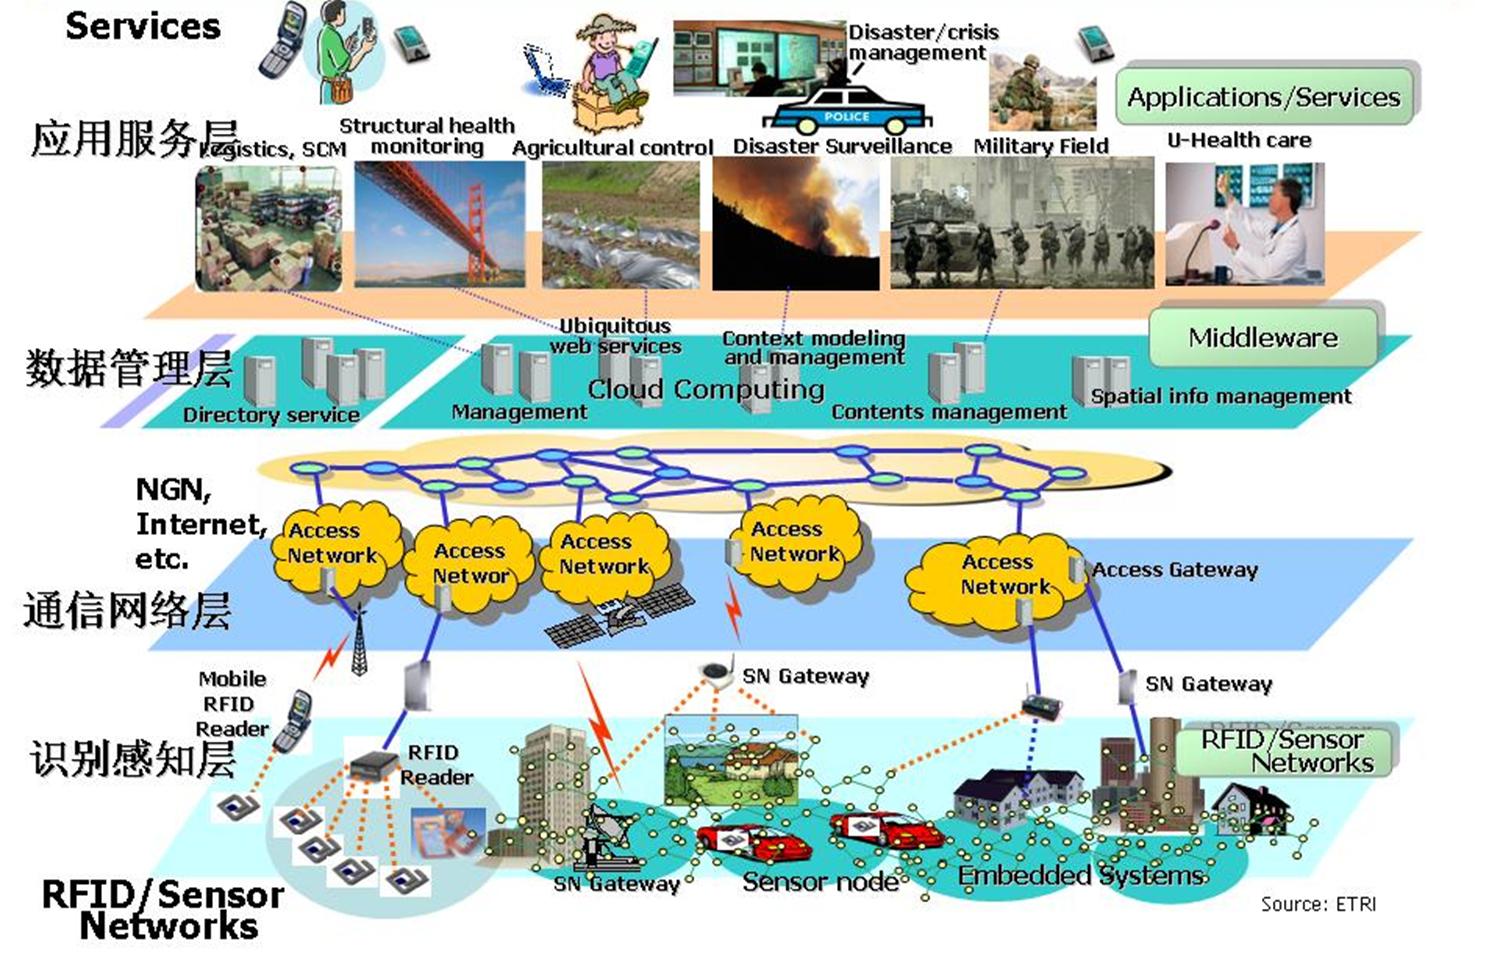 Services
Disaster/crisis
management
Applications/Services
应用服务层
Logistics, SCM
Structural health
monitoring
Agricultural control
POLICE
Disaster Surveillance
Military Field
U-Health care
Middleware
数据管理层
Directory service
Management
Ubiquitous
web services
Cloud Computing
Context modeling
and management
Contents management
Spatial info management
NGN,
Internet,
etc.
Access
Network
Access
Networ
Access
Network
Access
Network
Access
Network
Access Gateway
通信网络层
Mobile
RFID
Reader
SN Gateway
SN Gateway
识别感知层
RFID
Reader
RFID/Sensor
Networks
SN Gateway
Sensor node
Embedded Systems
RFID/Sensor
Networks
Source: ETRI